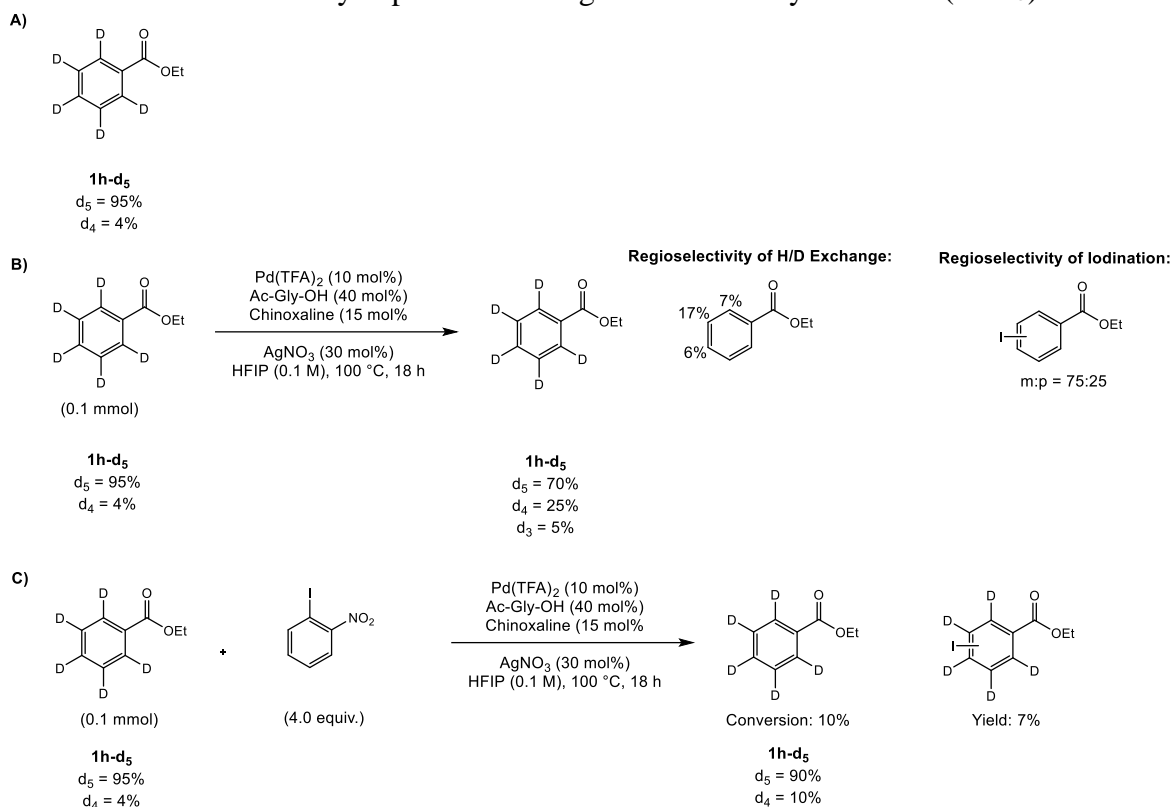 A)
D
D
D
D
D
O
OEt
1h-d₅
d₅ = 95%
d₄ = 4%
B)
D
D
D
D
D
O
OEt
(0.1 mmol)
1h-d₅
d₅ = 95%
d₄ = 4%
Pd(TFA)₂ (10 mol%)
Ac-Gly-OH (40 mol%)
Chinoxaline (15 mol%
AgNO₃ (30 mol%)
HFIP (0.1 M), 100 °C, 18 h
D
D
D
D
D
O
OEt
1h-d₅
d₅ = 70%
d₄ = 25%
d₃ = 5%
Regioselectivity of H/D Exchange:
7%
17%
6%
O
OEt
Regioselectivity of Iodination:
I
O
OEt
m:p = 75:25
C)
D
D
D
D
D
O
OEt
(0.1 mmol)
1h-d₅
d₅ = 95%
d₄ = 4%
+
I
NO₂
(4.0 equiv.)
Pd(TFA)₂ (10 mol%)
Ac-Gly-OH (40 mol%)
Chinoxaline (15 mol%
AgNO₃ (30 mol%)
HFIP (0.1 M), 100 °C, 18 h
D
D
D
D
D
O
OEt
Conversion: 10%
1h-d₅
d₅ = 90%
d₄ = 10%
D
D
I
D
D
D
O
OEt
Yield: 7%